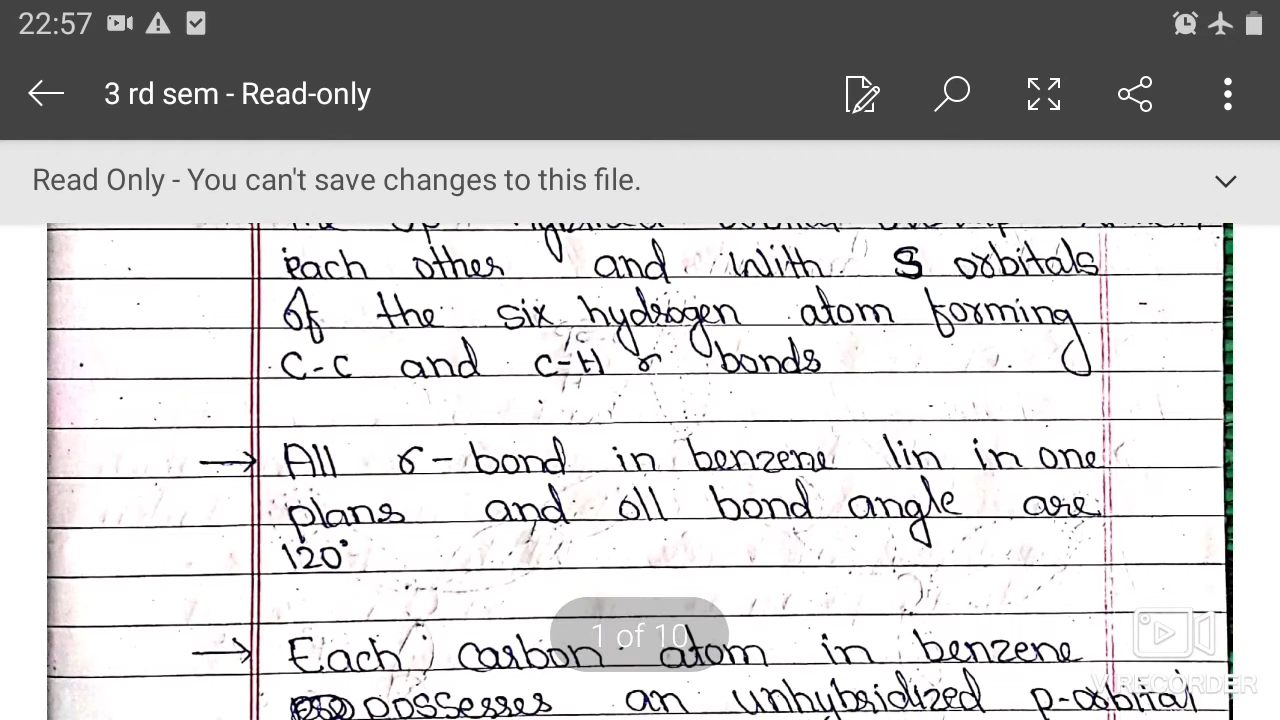 22:57
3 rd sem - Read-only
Read Only - You can't save changes to this file.
each other and With S orbitals
of the six hydrogen atom forming
C-C and C-H σ bonds
→ All σ- bond in benzene lin in one
plans and all bond angle are
120°
1 of 10
→ Each carbon atom in benzene
possesses an unhybridized p-orbital
V RECORDER